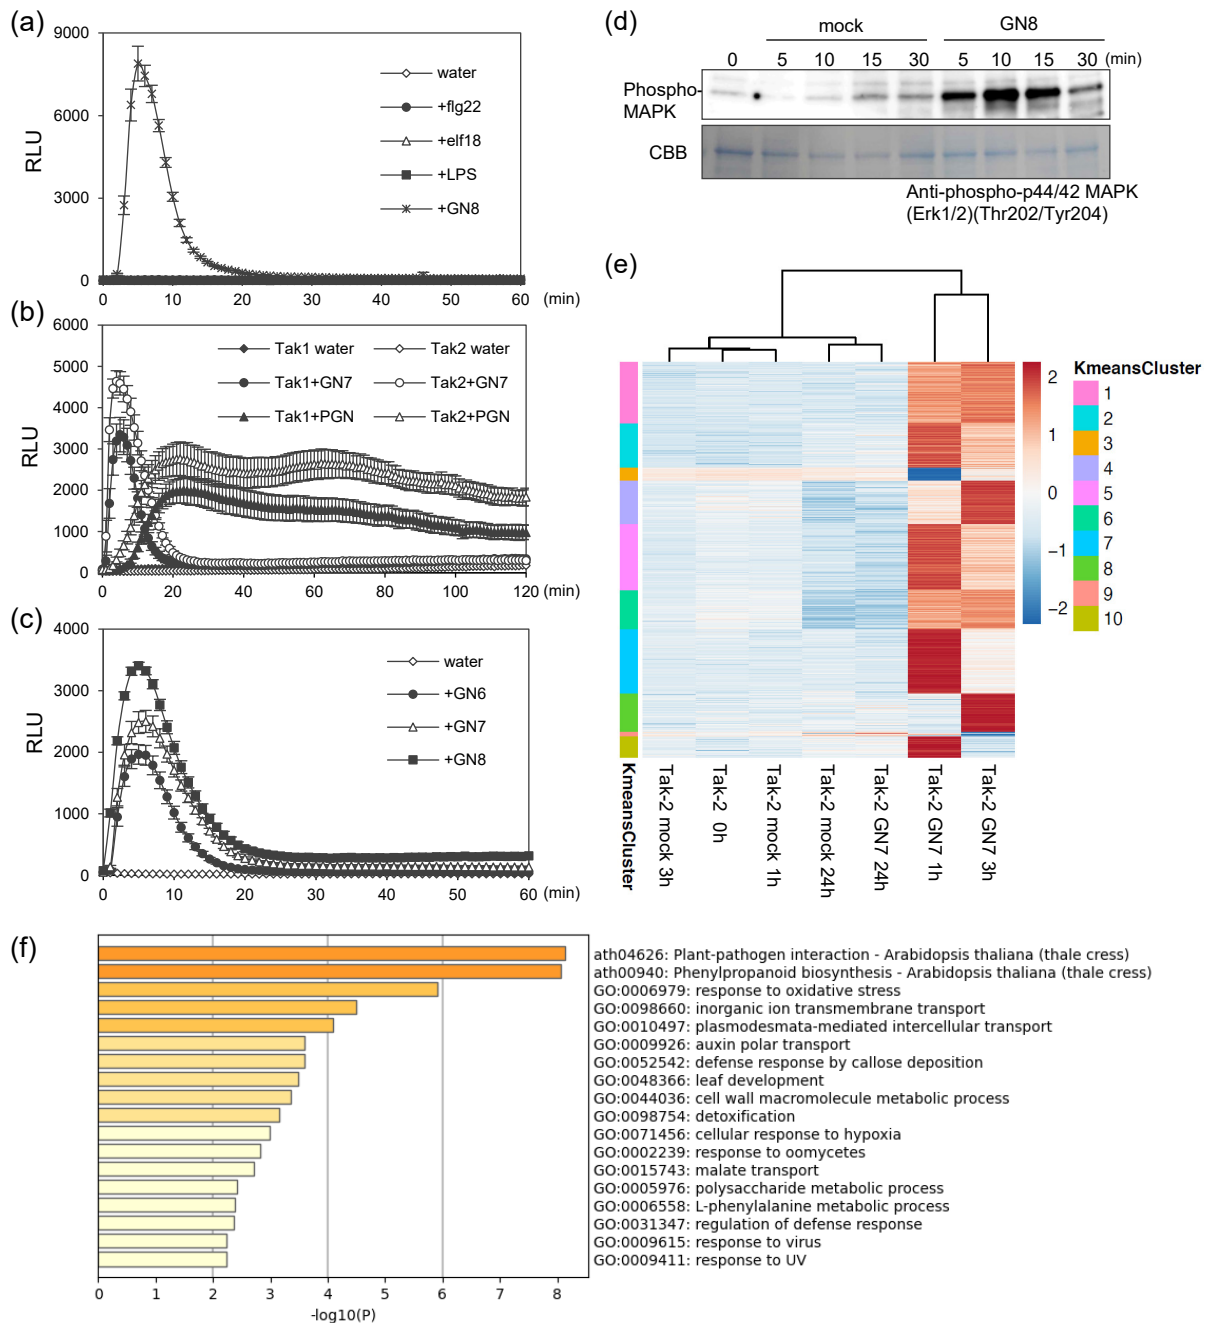 (a)
9000
6000
3000
0
RLU
water
+flg22
+elf18
+LPS
+GN8
0 10 20 30 40 50 60 (min)
(b)
6000
5000
4000
3000
2000
1000
0
RLU
Tak1 water Tak2 water
Tak1+GN7 Tak2+GN7
Tak1+PGN Tak2+PGN
0 20 40 60 80 100 120 (min)
(c)
4000
3000
2000
1000
0
RLU
water
+GN6
+GN7
+GN8
0 10 20 30 40 50 60 (min)
(d)
mock GN8
0 5 10 15 30 5 10 15 30 (min)
Phospho-
MAPK
CBB
Anti-phospho-p44/42 MAPK
(Erk1/2)(Thr202/Tyr204)
(e)
2
1
0
−1
−2
KmeansCluster
1
2
3
4
5
6
7
8
9
10
KmeansCluster
Tak-2 mock 3h
Tak-2 0h
Tak-2 mock 1h
Tak-2 mock 24h
Tak-2 GN7 24h
Tak-2 GN7 1h
Tak-2 GN7 3h
(f)
ath04626: Plant-pathogen interaction - Arabidopsis thaliana (thale cress)
ath00940: Phenylpropanoid biosynthesis - Arabidopsis thaliana (thale cress)
GO:0006979: response to oxidative stress
GO:0098660: inorganic ion transmembrane transport
GO:0010497: plasmodesmata-mediated intercellular transport
GO:0009926: auxin polar transport
GO:0052542: defense response by callose deposition
GO:0048366: leaf development
GO:0044036: cell wall macromolecule metabolic process
GO:0098754: detoxification
GO:0071456: cellular response to hypoxia
GO:0002239: response to oomycetes
GO:0015743: malate transport
GO:0005976: polysaccharide metabolic process
GO:0006558: L-phenylalanine metabolic process
GO:0031347: regulation of defense response
GO:0009615: response to virus
GO:0009411: response to UV
0 1 2 3 4 5 6 7 8
-log10(P)